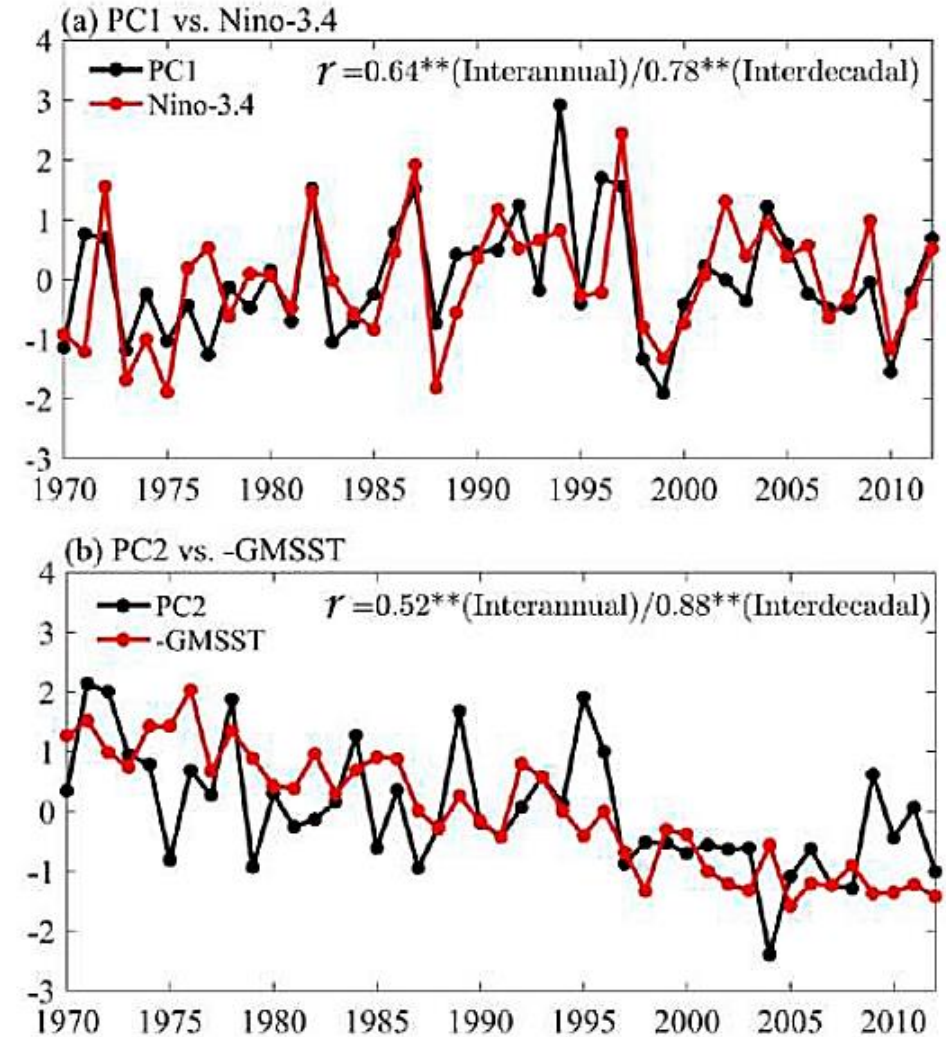 (a) PC1 vs. Nino-3.4
4
PC1
r =0.64**(Interannual)/0.78**(Interdecadal)
3
Nino-3.4
2
1
0
-1
-2
-3
1970 1975 1980 1985 1990 1995 2000 2005 2010
(b) PC2 vs. -GMSST
4
PC2
r =0.52**(Interannual)/0.88**(Interdecadal)
3
-GMSST
2
1
0
-1
-2
-3
1970 1975 1980 1985 1990 1995 2000 2005 2010